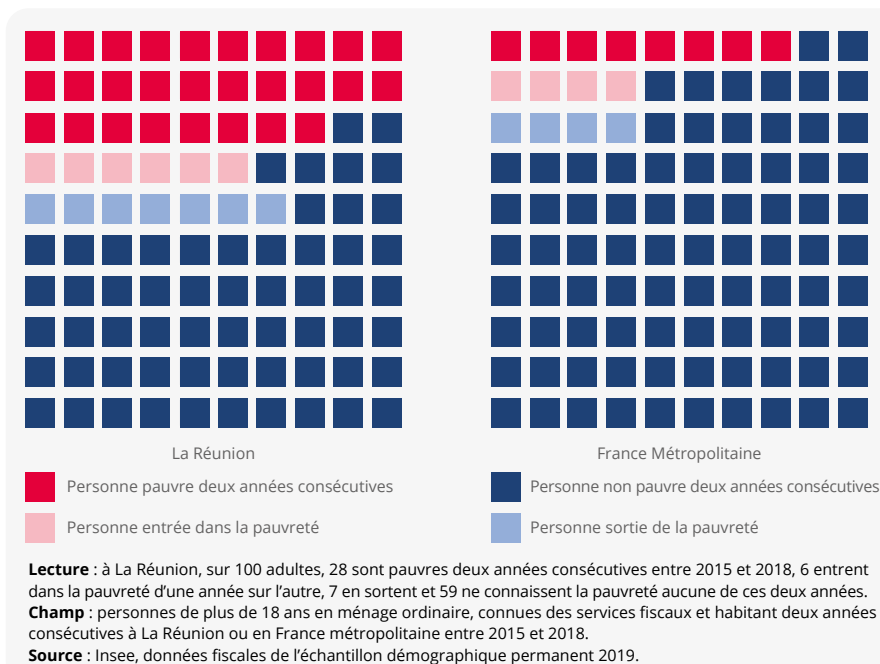 La Réunion
France Métropolitaine
Personne pauvre deux années consécutives
Personne non pauvre deux années consécutives
Personne entrée dans la pauvreté
Personne sortie de la pauvreté
Lecture : à La Réunion, sur 100 adultes, 28 sont pauvres deux années consécutives entre 2015 et 2018, 6 entrent
dans la pauvreté d'une année sur l'autre, 7 en sortent et 59 ne connaissent la pauvreté aucune de ces deux années.
Champ : personnes de plus de 18 ans en ménage ordinaire, connues des services fiscaux et habitant deux années
consécutives à La Réunion ou en France métropolitaine entre 2015 et 2018.
Source : Insee, données fiscales de l'échantillon démographique permanent 2019.